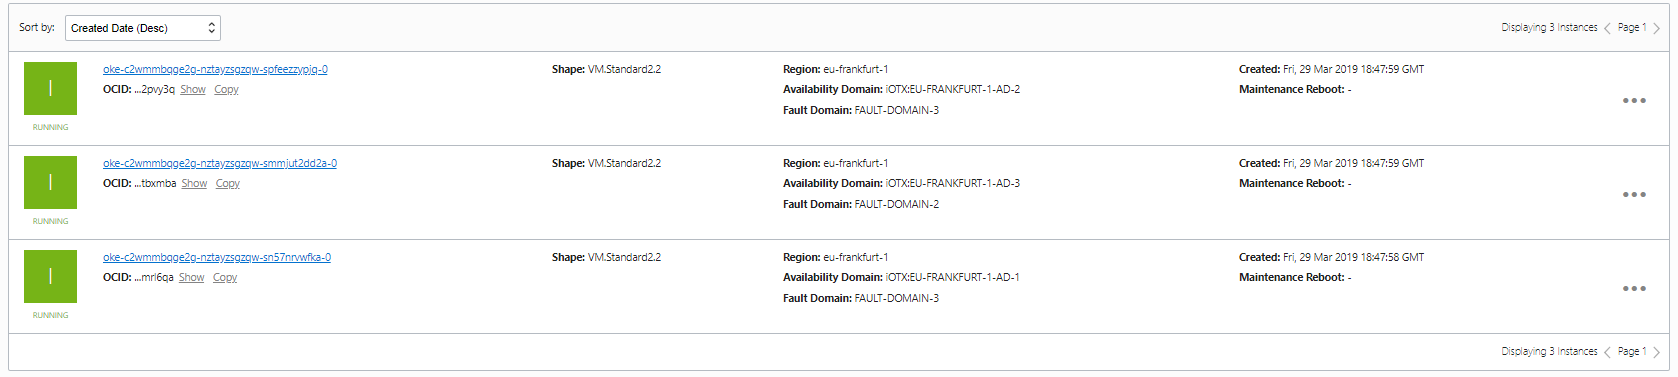 Sort by: Created Date (Desc) Displaying 3 Instances < Page 1 >
oke-c2wmmbqge2g-nztayzsgzqw-spfeezzypjq-0 Shape: VM.Standard2.2 Region: eu-frankfurt-1 Created: Fri, 29 Mar 2019 18:47:59 GMT
OCID: ...2pvy3q Show Copy Availability Domain: iOTX:EU-FRANKFURT-1-AD-2 Maintenance Reboot: -
Fault Domain: FAULT-DOMAIN-3
I
RUNNING
oke-c2wmmbqge2g-nztayzsgzqw-smmjut2dd2a-0 Shape: VM.Standard2.2 Region: eu-frankfurt-1 Created: Fri, 29 Mar 2019 18:47:59 GMT
OCID: ...tbxmba Show Copy Availability Domain: iOTX:EU-FRANKFURT-1-AD-3 Maintenance Reboot: -
Fault Domain: FAULT-DOMAIN-2
I
RUNNING
oke-c2wmmbqge2g-nztayzsgzqw-sn57nrvwfka-0 Shape: VM.Standard2.2 Region: eu-frankfurt-1 Created: Fri, 29 Mar 2019 18:47:58 GMT
OCID: ...mrl6qa Show Copy Availability Domain: iOTX:EU-FRANKFURT-1-AD-1 Maintenance Reboot: -
Fault Domain: FAULT-DOMAIN-3
I
RUNNING
Displaying 3 Instances < Page 1 >